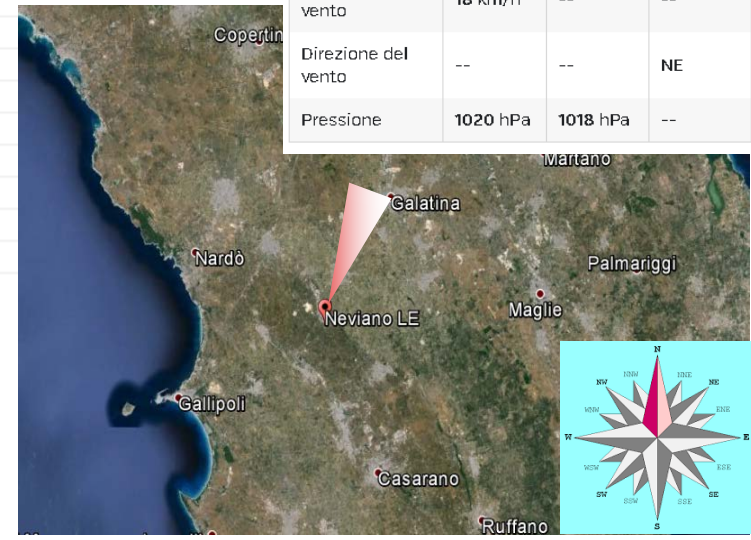 vento
Direzione del
vento
--
--
NE
Pressione
1020 hPa
1018 hPa
--
Martano
Galatina
Nardò
Palmariggi
Maglie
Neviano LE
Gallipoli
Casarano
Ruffano
N
NNW
NNE
NW
NE
WNW
ENE
W
E
WSW
ESE
SW
SE
SSW
SSE
S